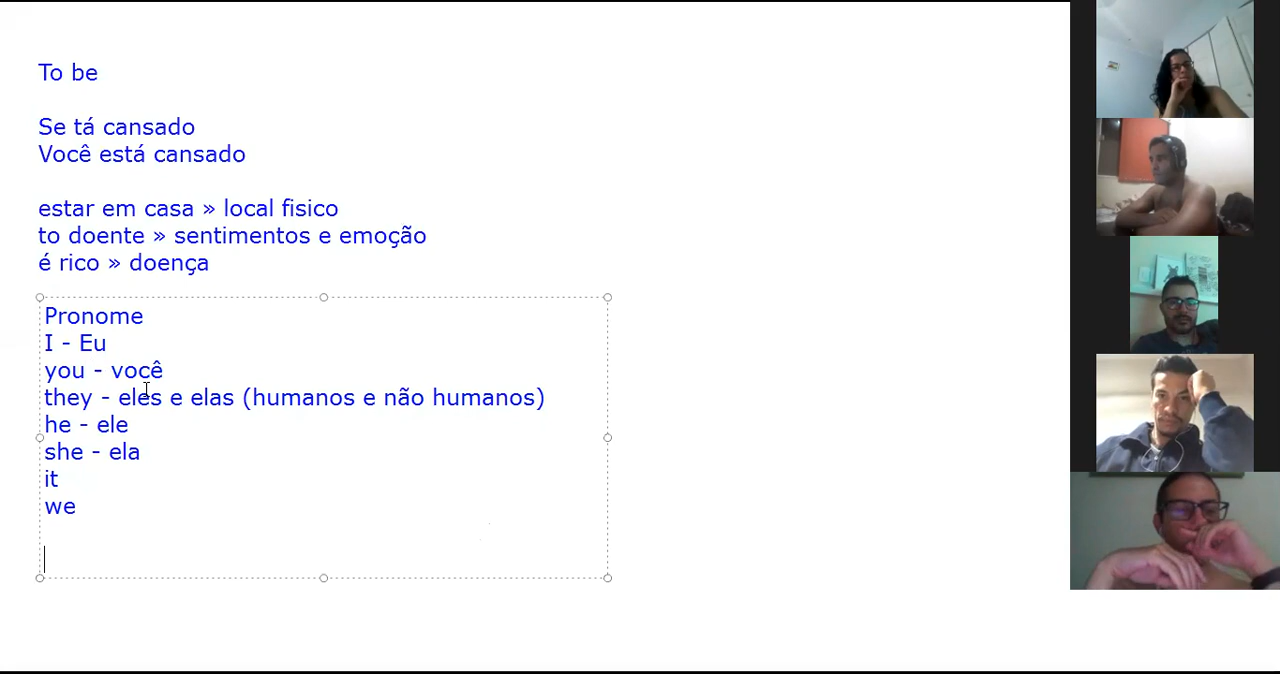 To be
Se tá cansado
Você está cansado
estar em casa » local fisico
to doente » sentimentos e emoção
é rico » doença
Pronome
I - Eu
you - você
they - eles e elas (humanos e não humanos)
he - ele
she - ela
it
we